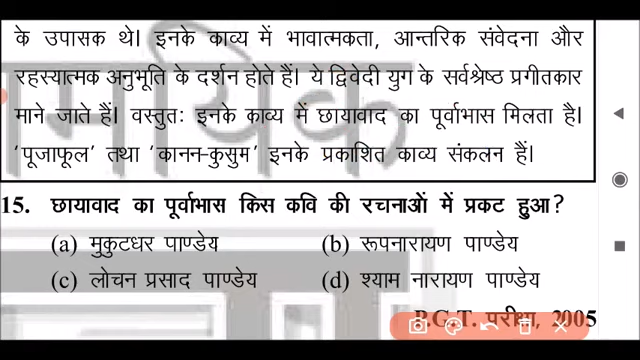 के उपासक थे। इनके काव्य में भावात्मकता, आन्तरिक संवेदना और
रहस्यात्मक अनुभूति के दर्शन होते हैं। ये द्विवेदी युग के सर्वश्रेष्ठ प्रगीतकार
माने जाते हैं। वस्तुतः इनके काव्य में छायावाद का पूर्वाभास मिलता है।
'पूजाफूल' तथा 'कानन-कुसुम' इनके प्रकाशित काव्य संकलन हैं।
15. छायावाद का पूर्वाभास किस कवि की रचनाओं में प्रकट हुआ?
(a) मुकुटधर पाण्डेय (b) रूपनारायण पाण्डेय
(c) लोचन प्रसाद पाण्डेय (d) श्याम नारायण पाण्डेय
P.G.T. परीक्षा, 2005